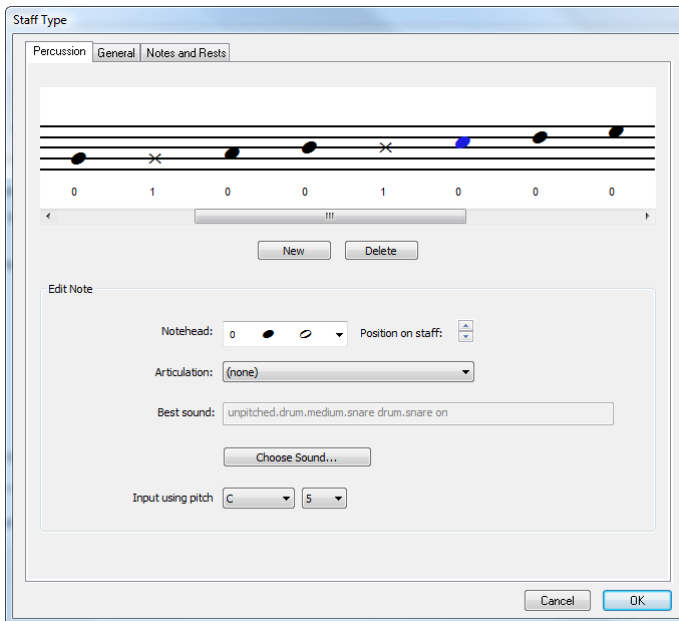 Staff Type
Percussion General Notes and Rests
0 1 0 0 1 0 0 0
New Delete
Edit Note
Notehead: 0 Position on staff:
Articulation: (none)
Best sound: unpitched.drum.medium.snare drum.snare on
Choose Sound...
Input using pitch C 5
Cancel OK